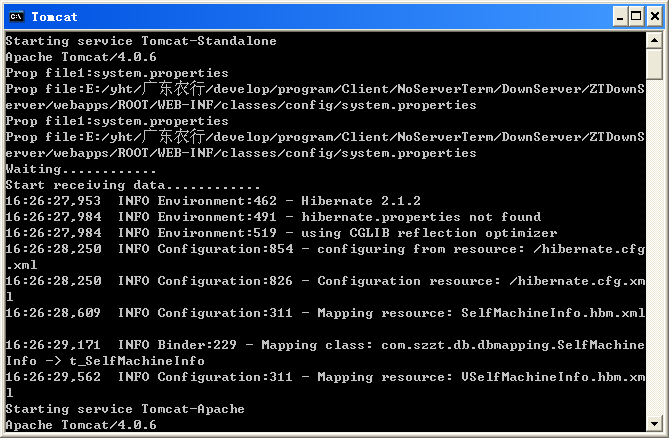 Tomcat
Starting service Tomcat-Standalone
Apache Tomcat/4.0.6
Prop file1:system.properties
Prop file:E:/yht/广东农行/develop/program/Client/NoServerTerm/DownServer/ZTDownS
erver/webapps/ROOT/WEB-INF/classes/config/system.properties
Prop file1:system.properties
Prop file:E:/yht/广东农行/develop/program/Client/NoServerTerm/DownServer/ZTDownS
erver/webapps/ROOT/WEB-INF/classes/config/system.properties
Waiting............
Start receiving data............
16:26:27,953  INFO Environment:462 - Hibernate 2.1.2
16:26:27,984  INFO Environment:491 - hibernate.properties not found
16:26:27,984  INFO Environment:519 - using CGLIB reflection optimizer
16:26:28,250  INFO Configuration:854 - configuring from resource: /hibernate.cfg
.xml
16:26:28,250  INFO Configuration:826 - Configuration resource: /hibernate.cfg.xm
l
16:26:28,609  INFO Configuration:311 - Mapping resource: SelfMachineInfo.hbm.xml
16:26:29,171  INFO Binder:229 - Mapping class: com.szzt.db.dbmapping.SelfMachine
Info -> t_SelfMachineInfo
16:26:29,562  INFO Configuration:311 - Mapping resource: VSelfMachineInfo.hbm.xm
l
Starting service Tomcat-Apache
Apache Tomcat/4.0.6